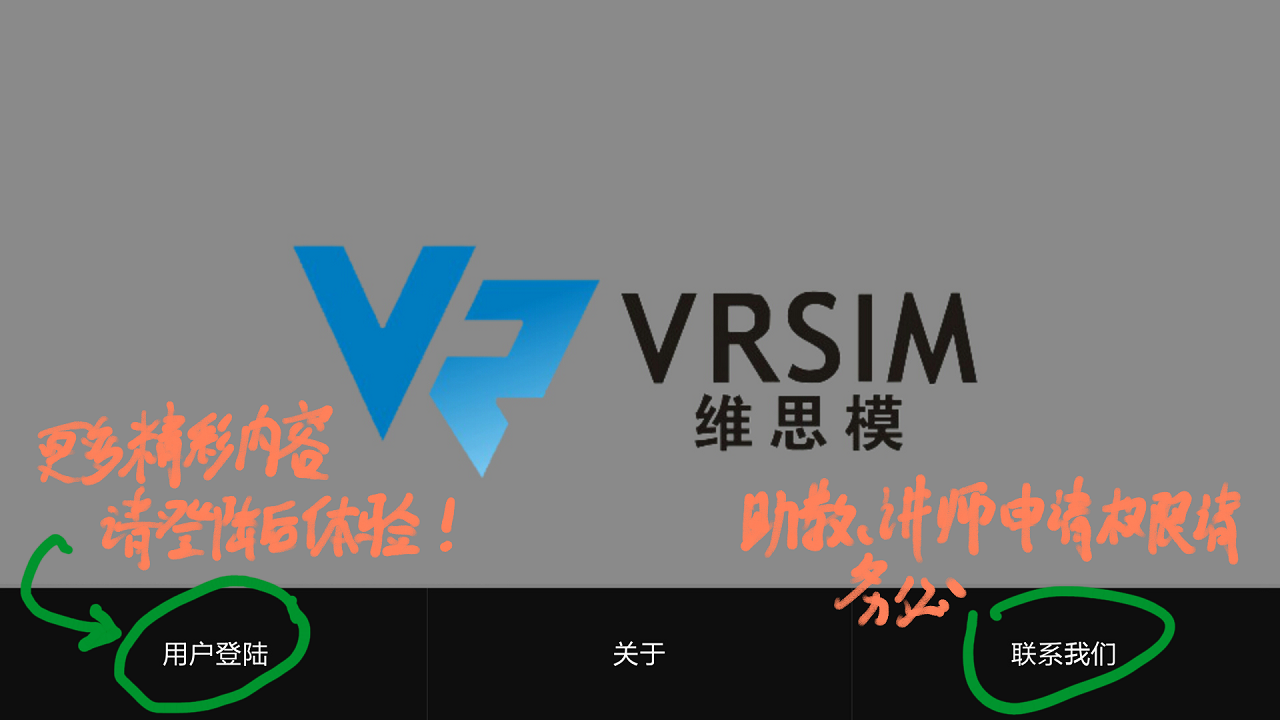 VRSIM
维思模
更多精彩内容
请登陆后体验！
助教、讲师申请权限请
务必
用户登陆
关于
联系我们